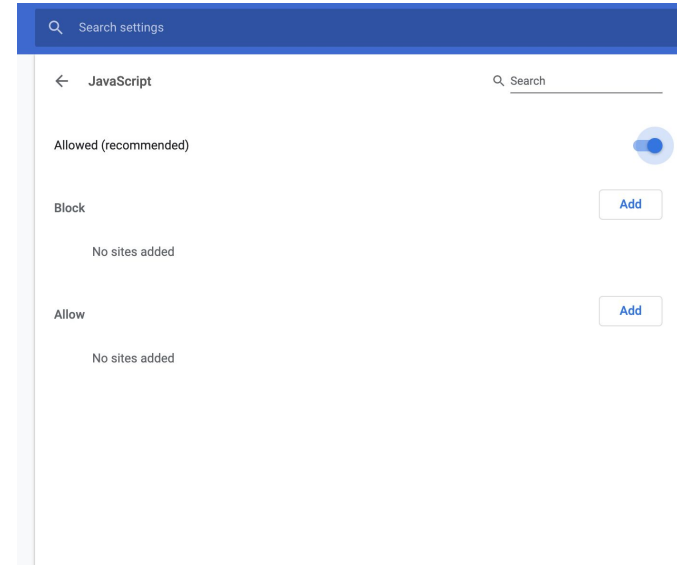 Search settings
JavaScript
Search
Allowed (recommended)
Block
Add
No sites added
Allow
Add
No sites added